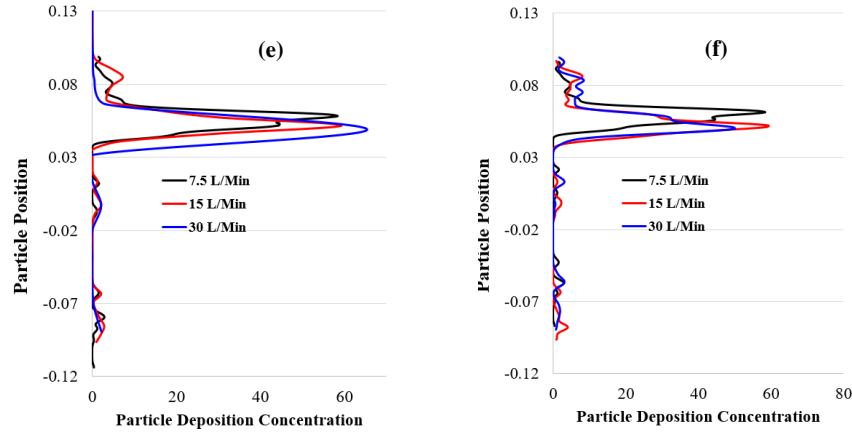 (e)
0.13
0.08
0.03
-0.02
-0.07
-0.12
Particle Position
7.5 L/Min
15 L/Min
30 L/Min
0
20
40
60
Particle Deposition Concentration
(f)
0.13
0.08
0.03
-0.02
-0.07
-0.12
Particle Position
7.5 L/Min
15 L/Min
30 L/Min
0
20
40
60
80
Particle Deposition Concentration